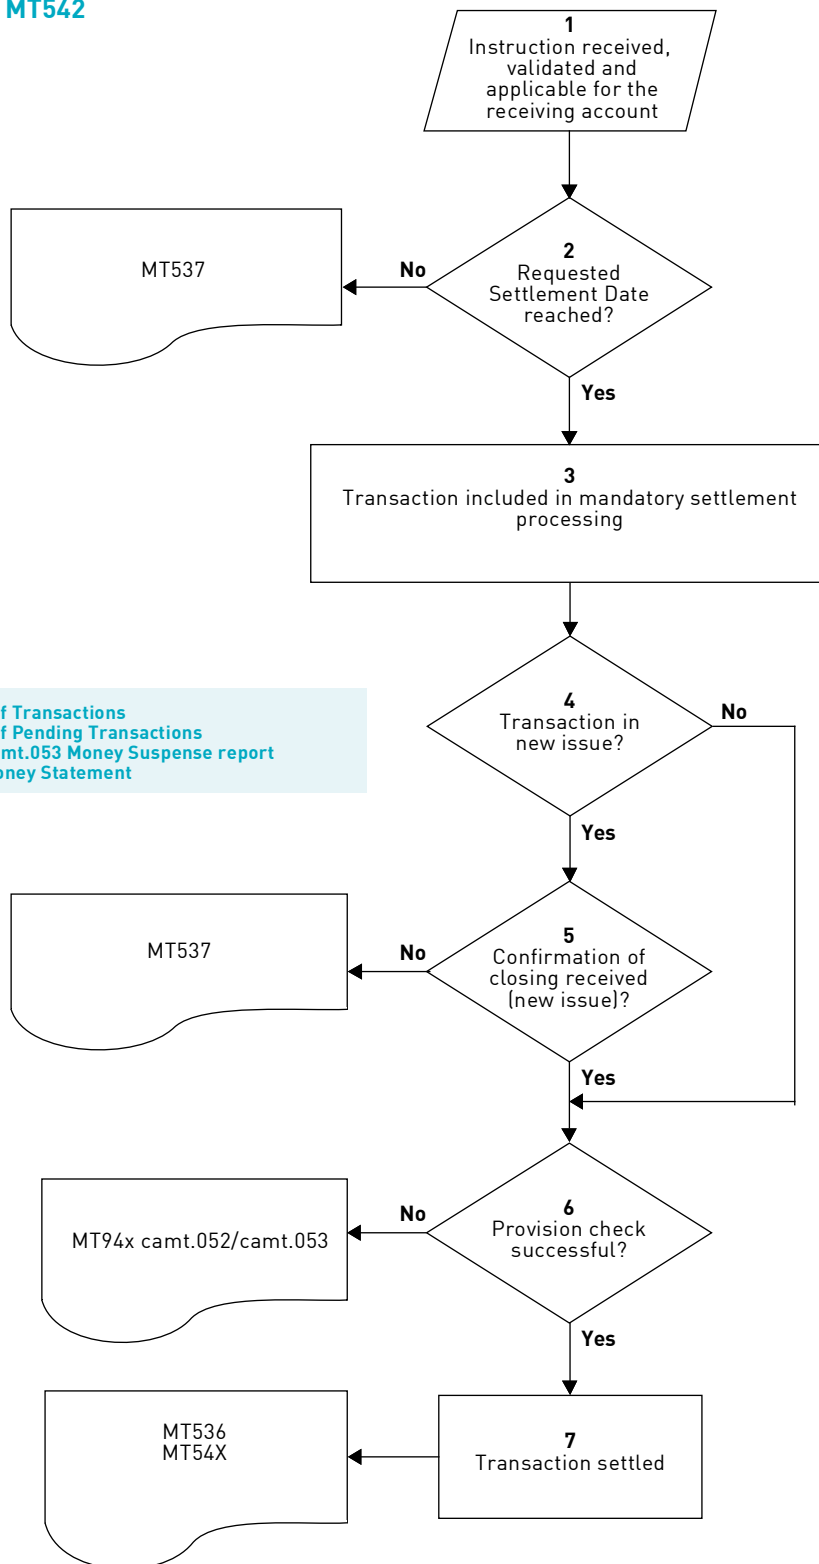 MT542
1
Instruction received,
validated and
applicable for the
receiving account
2
Requested
Settlement Date
reached?
No
MT537
Yes
3
Transaction included in mandatory settlement
processing
4
Transaction in
new issue?
No
f Transactions
f Pending Transactions
mt.053 Money Suspense report
oney Statement
Yes
5
Confirmation of
closing received
(new issue)?
No
MT537
Yes
6
Provision check
successful?
No
MT94x camt.052/camt.053
Yes
7
Transaction settled
MT536
MT54X